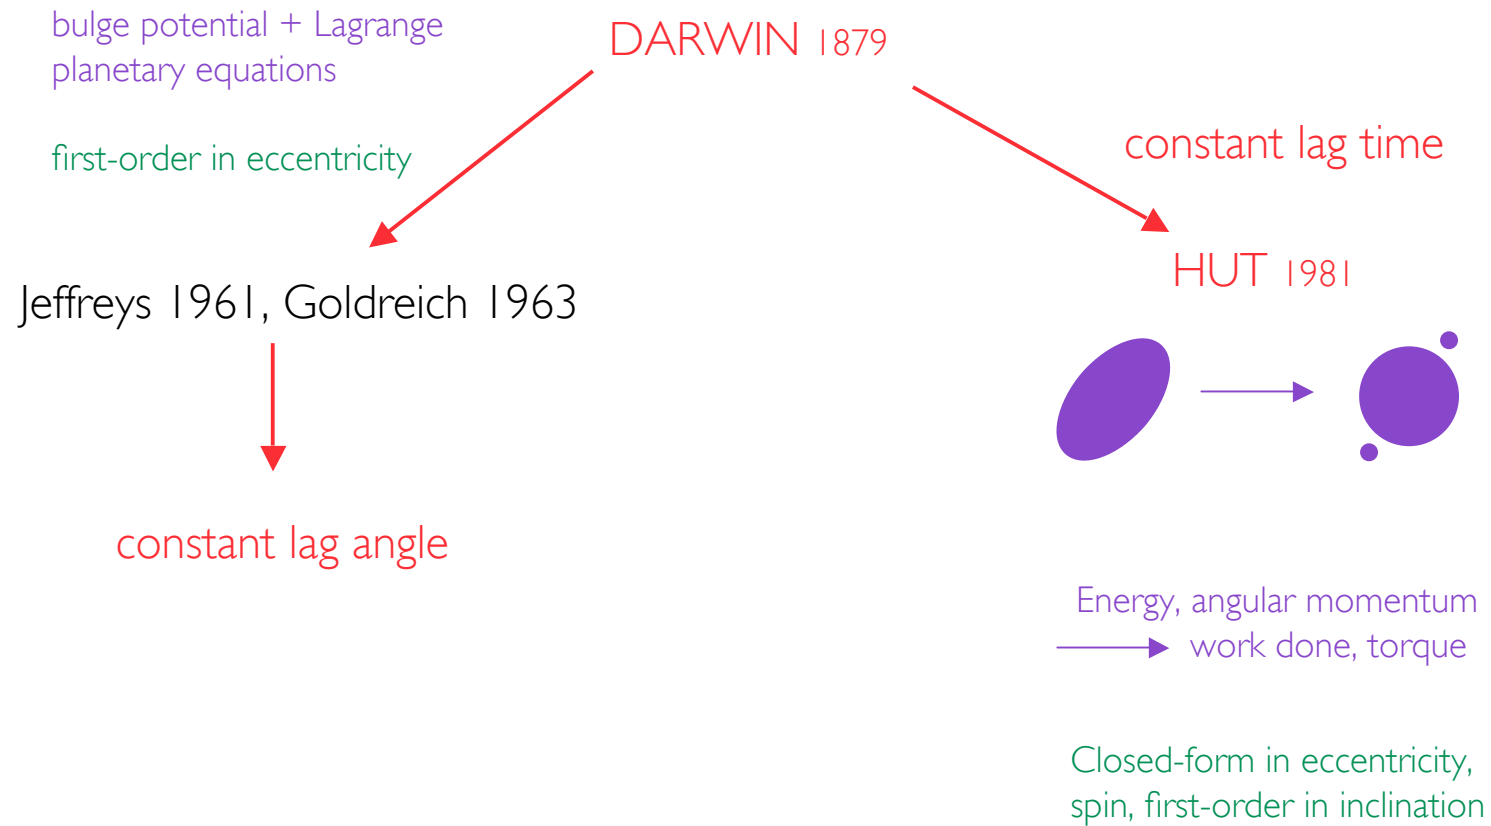 bulge potential + Lagrange
planetary equations
first-order in eccentricity
DARWIN 1879
constant lag time
HUT 1981
Jeffreys 1961, Goldreich 1963
constant lag angle
Energy, angular momentum
work done, torque
Closed-form in eccentricity,
spin, first-order in inclination